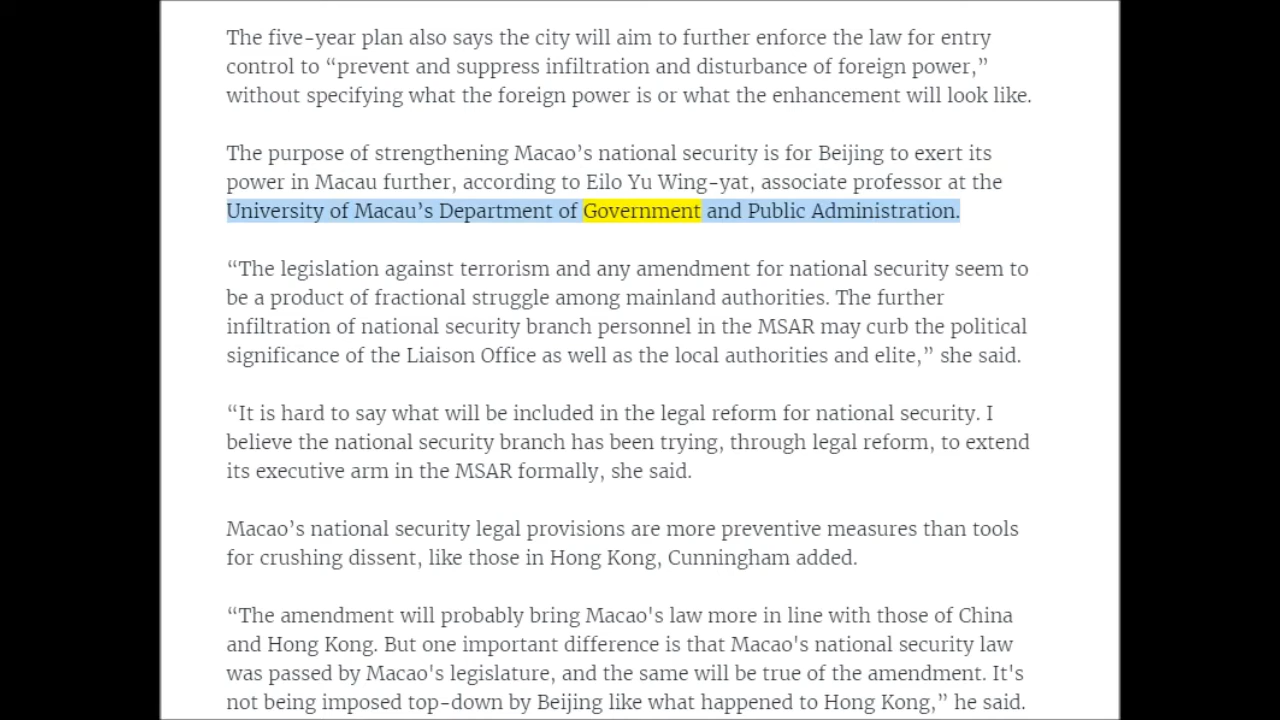 The five-year plan also says the city will aim to further enforce the law for entry
control to “prevent and suppress infiltration and disturbance of foreign power,”
without specifying what the foreign power is or what the enhancement will look like.
The purpose of strengthening Macao’s national security is for Beijing to exert its
power in Macau further, according to Eilo Yu Wing-yat, associate professor at the
University of Macau’s Department of Government and Public Administration.
“The legislation against terrorism and any amendment for national security seem to
be a product of fractional struggle among mainland authorities. The further
infiltration of national security branch personnel in the MSAR may curb the political
significance of the Liaison Office as well as the local authorities and elite,” she said.
“It is hard to say what will be included in the legal reform for national security. I
believe the national security branch has been trying, through legal reform, to extend
its executive arm in the MSAR formally, she said.
Macao’s national security legal provisions are more preventive measures than tools
for crushing dissent, like those in Hong Kong, Cunningham added.
“The amendment will probably bring Macao's law more in line with those of China
and Hong Kong. But one important difference is that Macao's national security law
was passed by Macao's legislature, and the same will be true of the amendment. It's
not being imposed top-down by Beijing like what happened to Hong Kong,” he said.